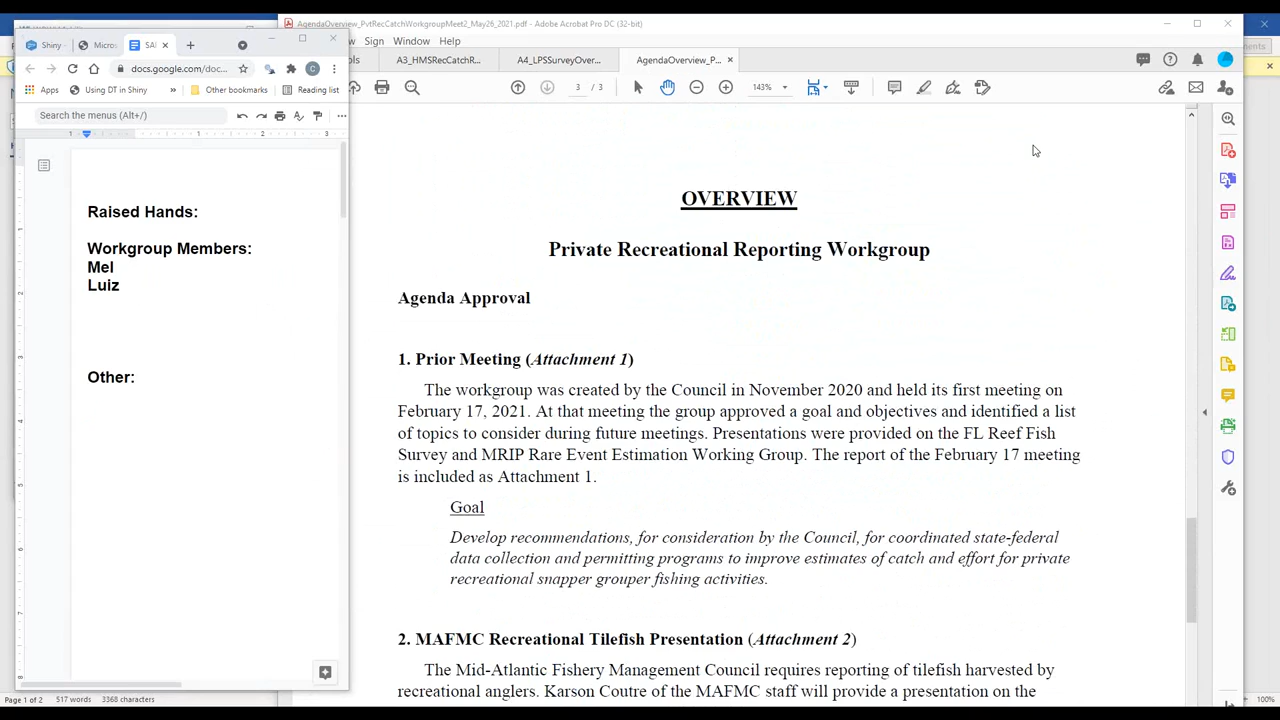 AgendaOverview_PvtRecCatchWorkgroupMeet2_May26_2021.pdf - Adobe Acrobat Pro DC (32-bit)
Shiny
Micro
SAI
Sign Window Help
A3_HMSRecCatchR...
A4_LPSSurveyOver...
AgendaOverview_P...
docs.google.com/doc...
Apps
Using DT in Shiny
Other bookmarks
Reading list
3 / 3
143%
Search the menus (Alt+/)
Raised Hands:
Workgroup Members:
Mel
Luiz
Other:
OVERVIEW
Private Recreational Reporting Workgroup
Agenda Approval
1. Prior Meeting (Attachment 1)
The workgroup was created by the Council in November 2020 and held its first meeting on
February 17, 2021. At that meeting the group approved a goal and objectives and identified a list
of topics to consider during future meetings. Presentations were provided on the FL Reef Fish
Survey and MRIP Rare Event Estimation Working Group. The report of the February 17 meeting
is included as Attachment 1.
Goal
Develop recommendations, for consideration by the Council, for coordinated state-federal
data collection and permitting programs to improve estimates of catch and effort for private
recreational snapper grouper fishing activities.
2. MAFMC Recreational Tilefish Presentation (Attachment 2)
The Mid-Atlantic Fishery Management Council requires reporting of tilefish harvested by
recreational anglers. Karson Coutre of the MAFMC staff will provide a presentation on the
Page 1 of 2 517 words 3368 characters
100%